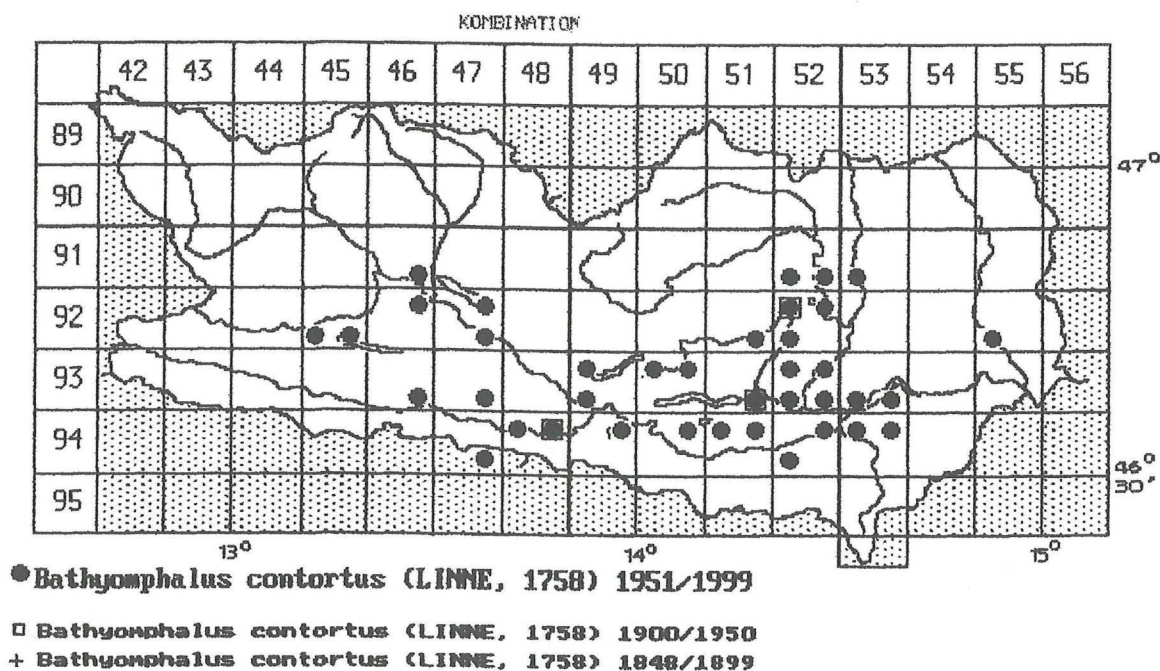 KOMBINATION
42 43 44 45 46 47 48 49 50 51 52 53 54 55 56
89
47°
90
91
92
93
94
46°
30'
95
13° 14° 15°
●Bathyomphalus contortus (LINNE, 1758) 1951/1999
□ Bathyomphalus contortus (LINNE, 1758) 1900/1950
+ Bathyomphalus contortus (LINNE, 1758) 1848/1899